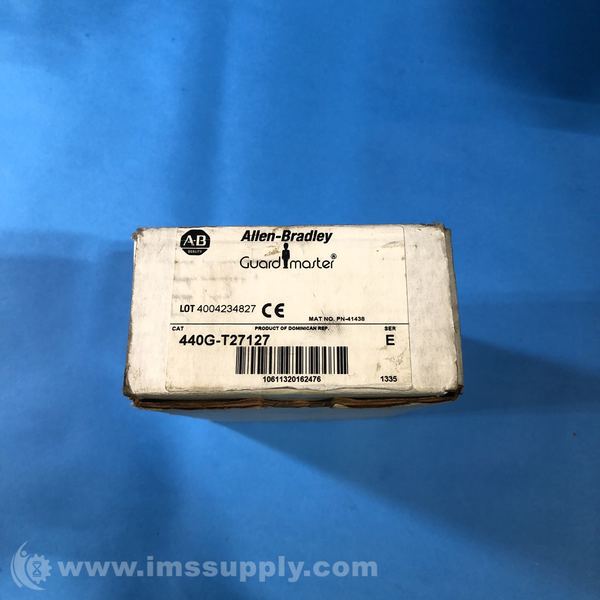 A-B
QUALITY
Allen-Bradley
Guardmaster®
LOT 4004234827 CE
MAT NO. PN-41438
CAT PRODUCT OF DOMINICAN REP. SER
440G-T27127 E
10611320162476 1335
www.imssupply.com